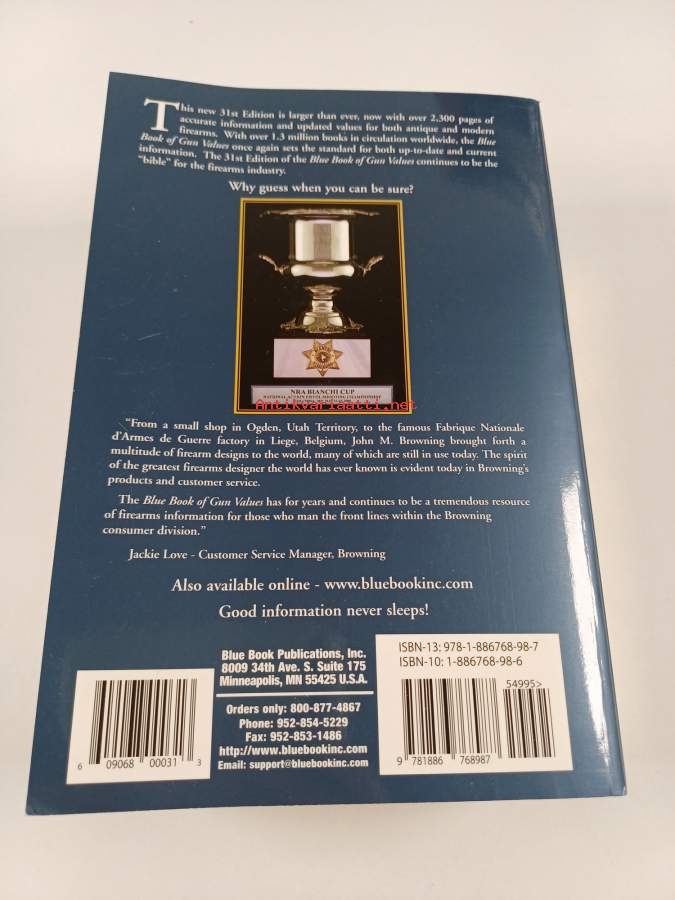 This new 31st Edition is larger than ever, now with over 2,300 pages of
accurate information and updated values for both antique and modern
firearms. With over 1.3 million books in circulation worldwide, the Blue
Book of Gun Values once again sets the standard for both up-to-date and current
information. The 31st Edition of the Blue Book of Gun Values continues to be the
"bible" for the firearms industry.
Why guess when you can be sure?
NRA BIANCHI CUP
NATIONAL ACTION PISTOL SHOOTING CHAMPIONSHIP
Antikvariaatti.net
"From a small shop in Ogden, Utah Territory, to the famous Fabrique Nationale
d'Armes de Guerre factory in Liege, Belgium, John M. Browning brought forth a
multitude of firearm designs to the world, many of which are still in use today. The spirit
of the greatest firearms designer the world has ever known is evident today in Browning's
products and customer service.
The Blue Book of Gun Values has for years and continues to be a tremendous resource
of firearms information for those who man the front lines within the Browning
consumer division."
Jackie Love - Customer Service Manager, Browning
Also available online - www.bluebookinc.com
Good information never sleeps!
Blue Book Publications, Inc.
8009 34th Ave. S. Suite 175
Minneapolis, MN 55425 U.S.A.
Orders only: 800-877-4867
Phone: 952-854-5229
Fax: 952-853-1486
http://www.bluebookinc.com
Email: support@bluebookinc.com
6 09068 00031 3
ISBN-13: 978-1-886768-98-7
ISBN-10: 1-886768-98-6
54995>
9 781886 768987